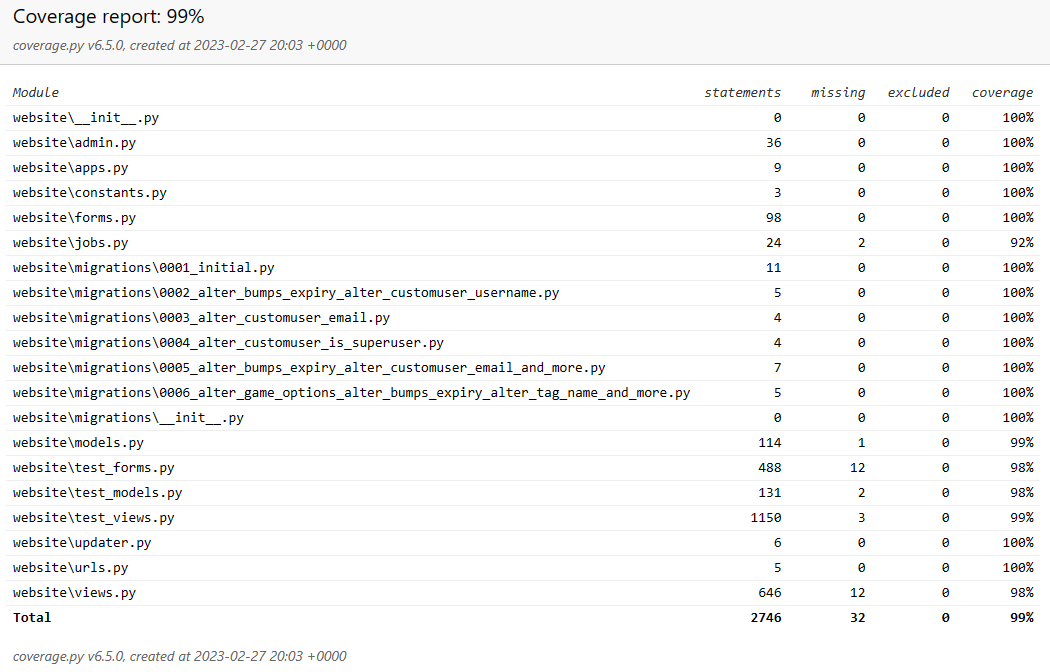 Coverage report: 99%
coverage.py v6.5.0, created at 2023-02-27 20:03 +0000
Module statements missing excluded coverage
website\__init__.py 0 0 0 100%
website\admin.py 36 0 0 100%
website\apps.py 9 0 0 100%
website\constants.py 3 0 0 100%
website\forms.py 98 0 0 100%
website\jobs.py 24 2 0 92%
website\migrations\0001_initial.py 11 0 0 100%
website\migrations\0002_alter_bumps_expiry_alter_customuser_username.py 5 0 0 100%
website\migrations\0003_alter_customuser_email.py 4 0 0 100%
website\migrations\0004_alter_customuser_is_superuser.py 4 0 0 100%
website\migrations\0005_alter_bumps_expiry_alter_customuser_email_and_more.py 7 0 0 100%
website\migrations\0006_alter_game_options_alter_bumps_expiry_alter_tag_name_and_more.py 5 0 0 100%
website\migrations\__init__.py 0 0 0 100%
website\models.py 114 1 0 99%
website\test_forms.py 488 12 0 98%
website\test_models.py 131 2 0 98%
website\test_views.py 1150 3 0 99%
website\updater.py 6 0 0 100%
website\urls.py 5 0 0 100%
website\views.py 646 12 0 98%
Total 2746 32 0 99%
coverage.py v6.5.0, created at 2023-02-27 20:03 +0000